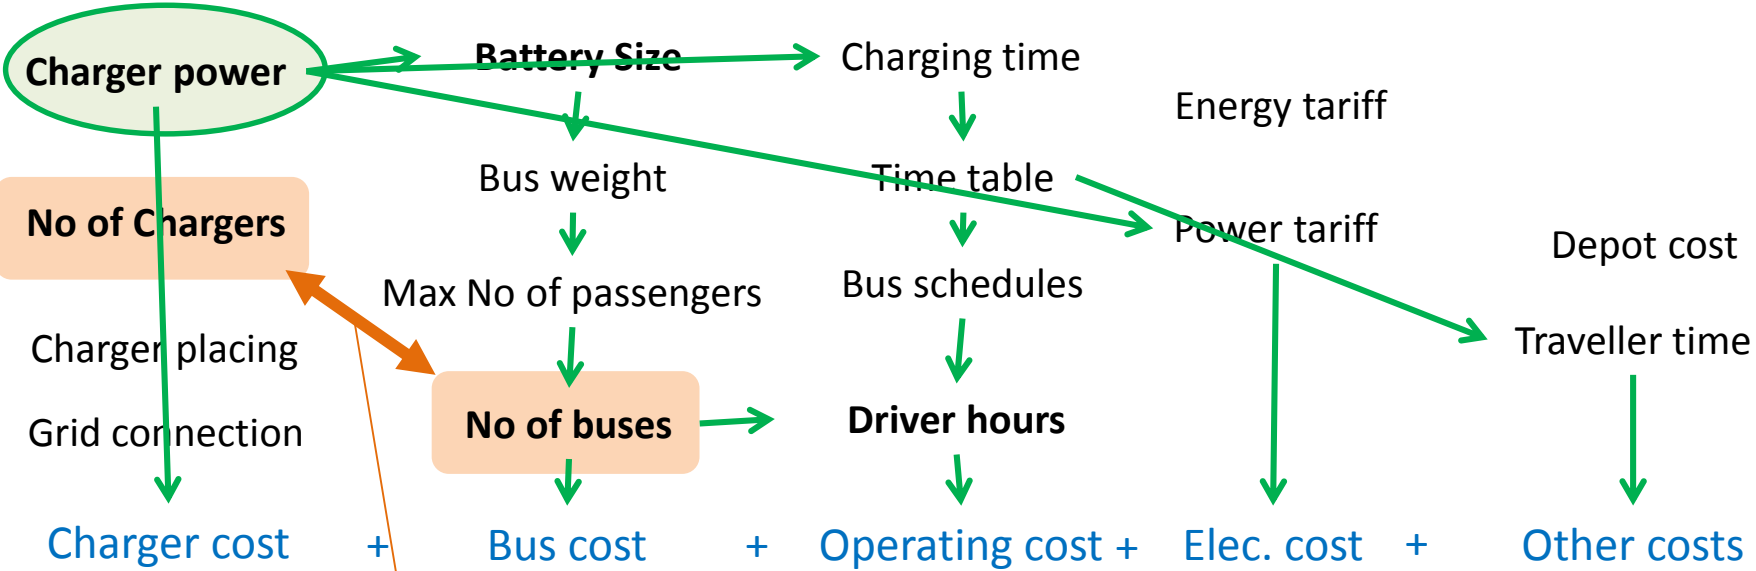 Charger power
Battery Size
Charging time
Energy tariff
Bus weight
Time table
No of Chargers
Power tariff
Depot cost
Max No of passengers
Bus schedules
Charger placing
Traveller time
Grid connection
No of buses
Driver hours
Charger cost + Bus cost + Operating cost + Elec. cost + Other costs